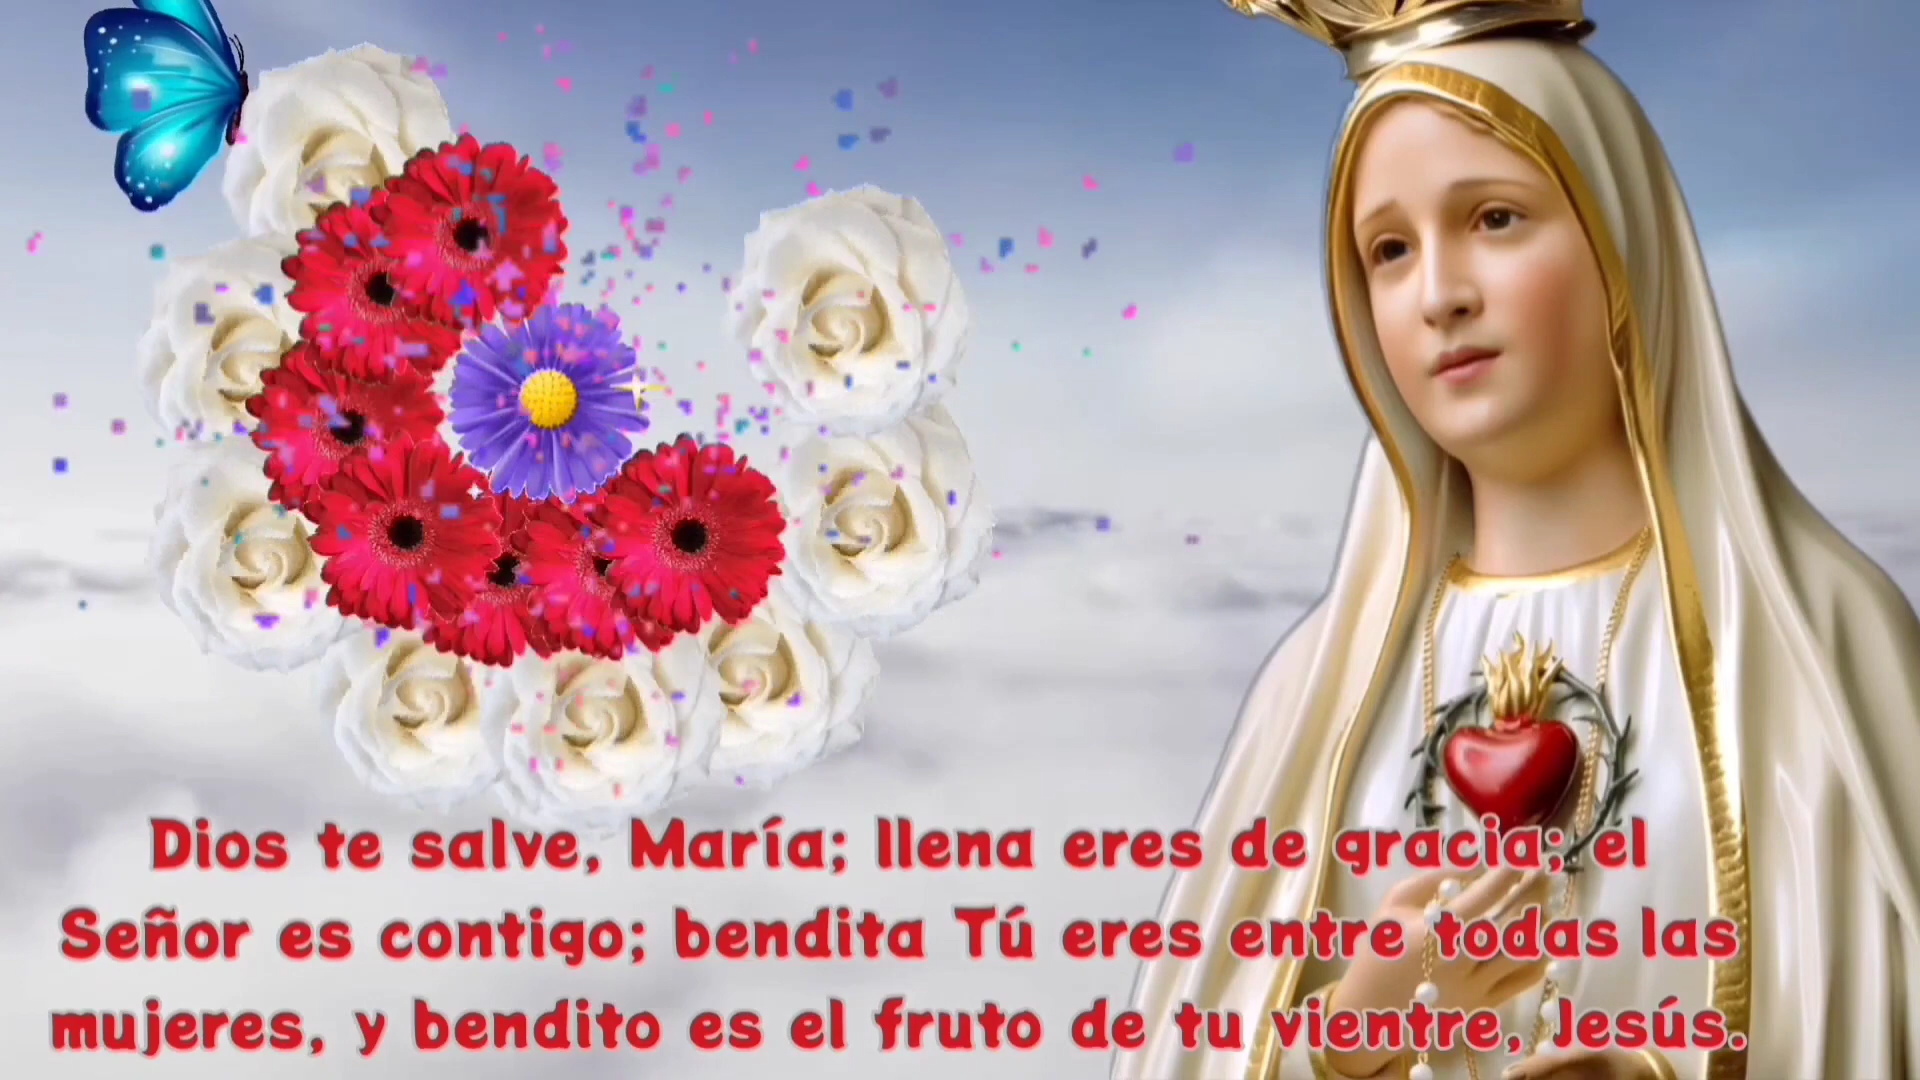 Dios te salve, María; llena eres de gracia; el
Señor es contigo; bendita Tú eres entre todas las
mujeres, y bendito es el fruto de tu vientre, Jesús.